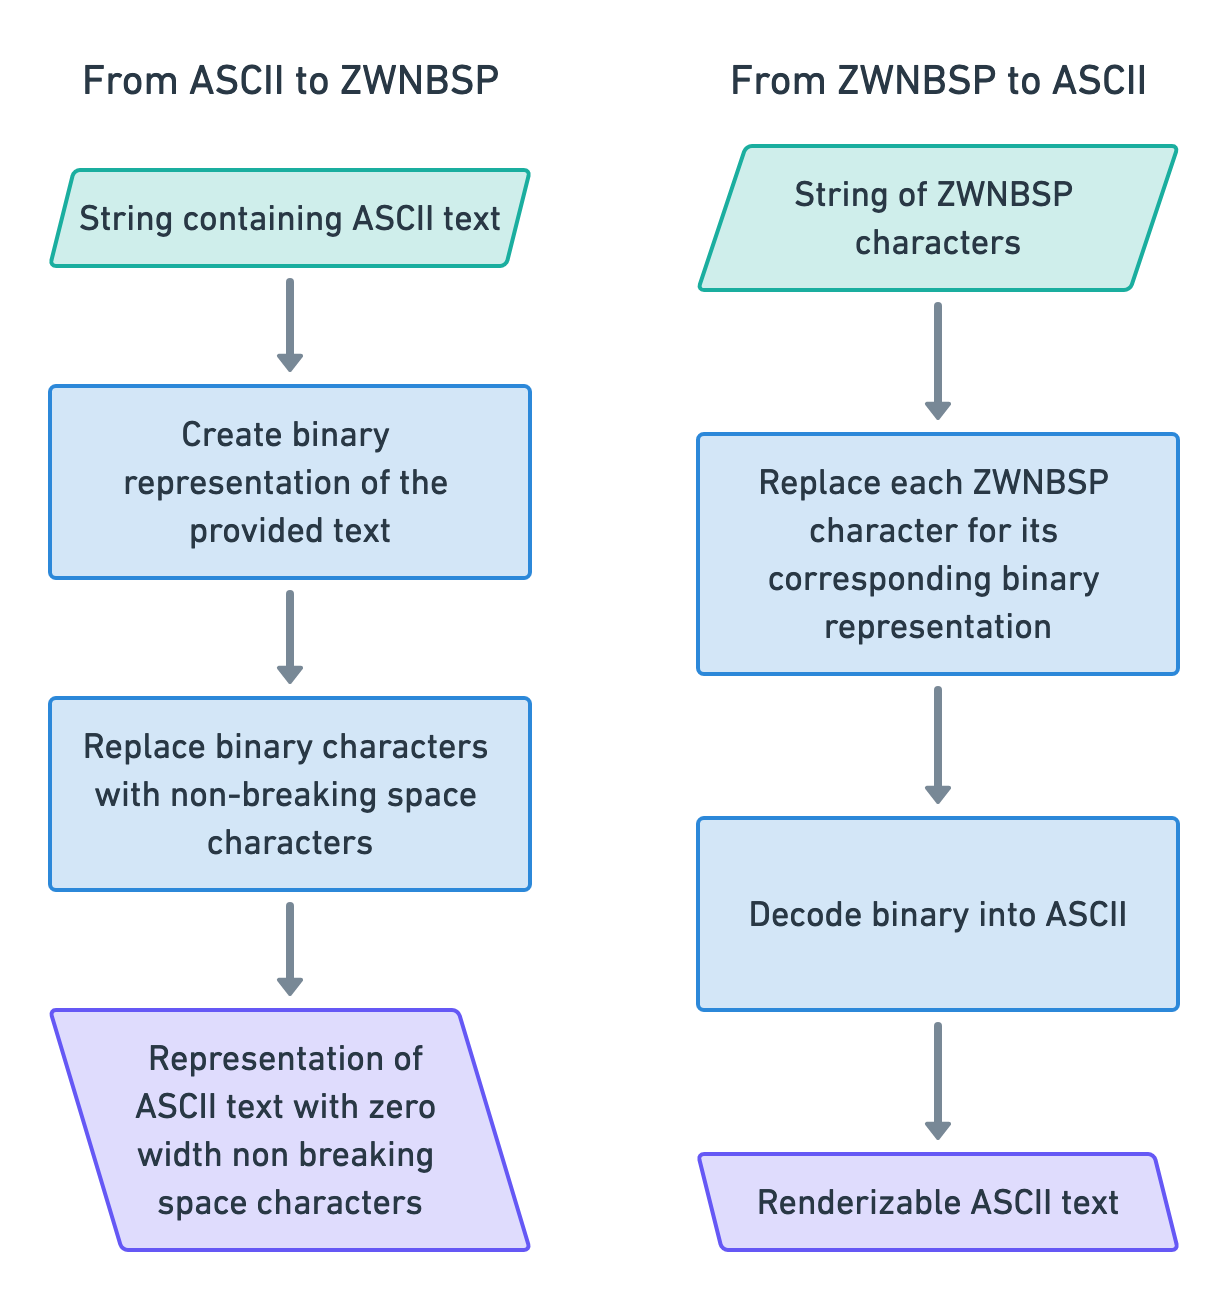 From ASCII to ZWNBSP
String containing ASCII text
Create binary
representation of the
provided text
Replace binary characters
with non-breaking space
characters
Representation of
ASCII text with zero
width non breaking
space characters
From ZWNBSP to ASCII
String of ZWNBSP
characters
Replace each ZWNBSP
character for its
corresponding binary
representation
Decode binary into ASCII
Renderizable ASCII text